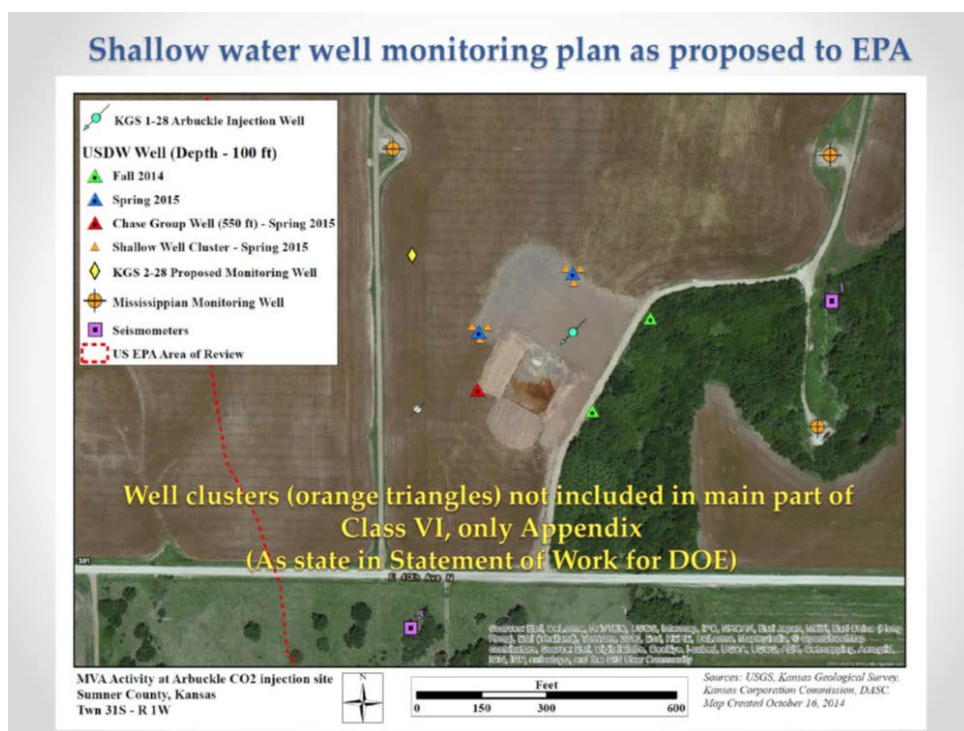 Shallow water well monitoring plan as proposed to EPA
KGS 1-28 Arbuckle Injection Well
USDW Well (Depth - 100 ft)
Fall 2014
Spring 2015
Chase Group Well (550 ft) - Spring 2015
Shallow Well Cluster - Spring 2015
KGS 2-28 Proposed Monitoring Well
Mississippian Monitoring Well
Seismometers
US EPA Area of Review
Well clusters (orange triangles) not included in main part of
Class VI, only Appendix
(As state in Statement of Work for DOE)
E 40th Ave N
MVA Activity at Arbuckle CO2 injection site
Sumner County, Kansas
Twn 31S - R 1W
N
Feet
0 150 300 600
Sources: USGS, Kansas Geological Survey,
Kansas Corporation Commission, DASC.
Map Created October 16, 2014